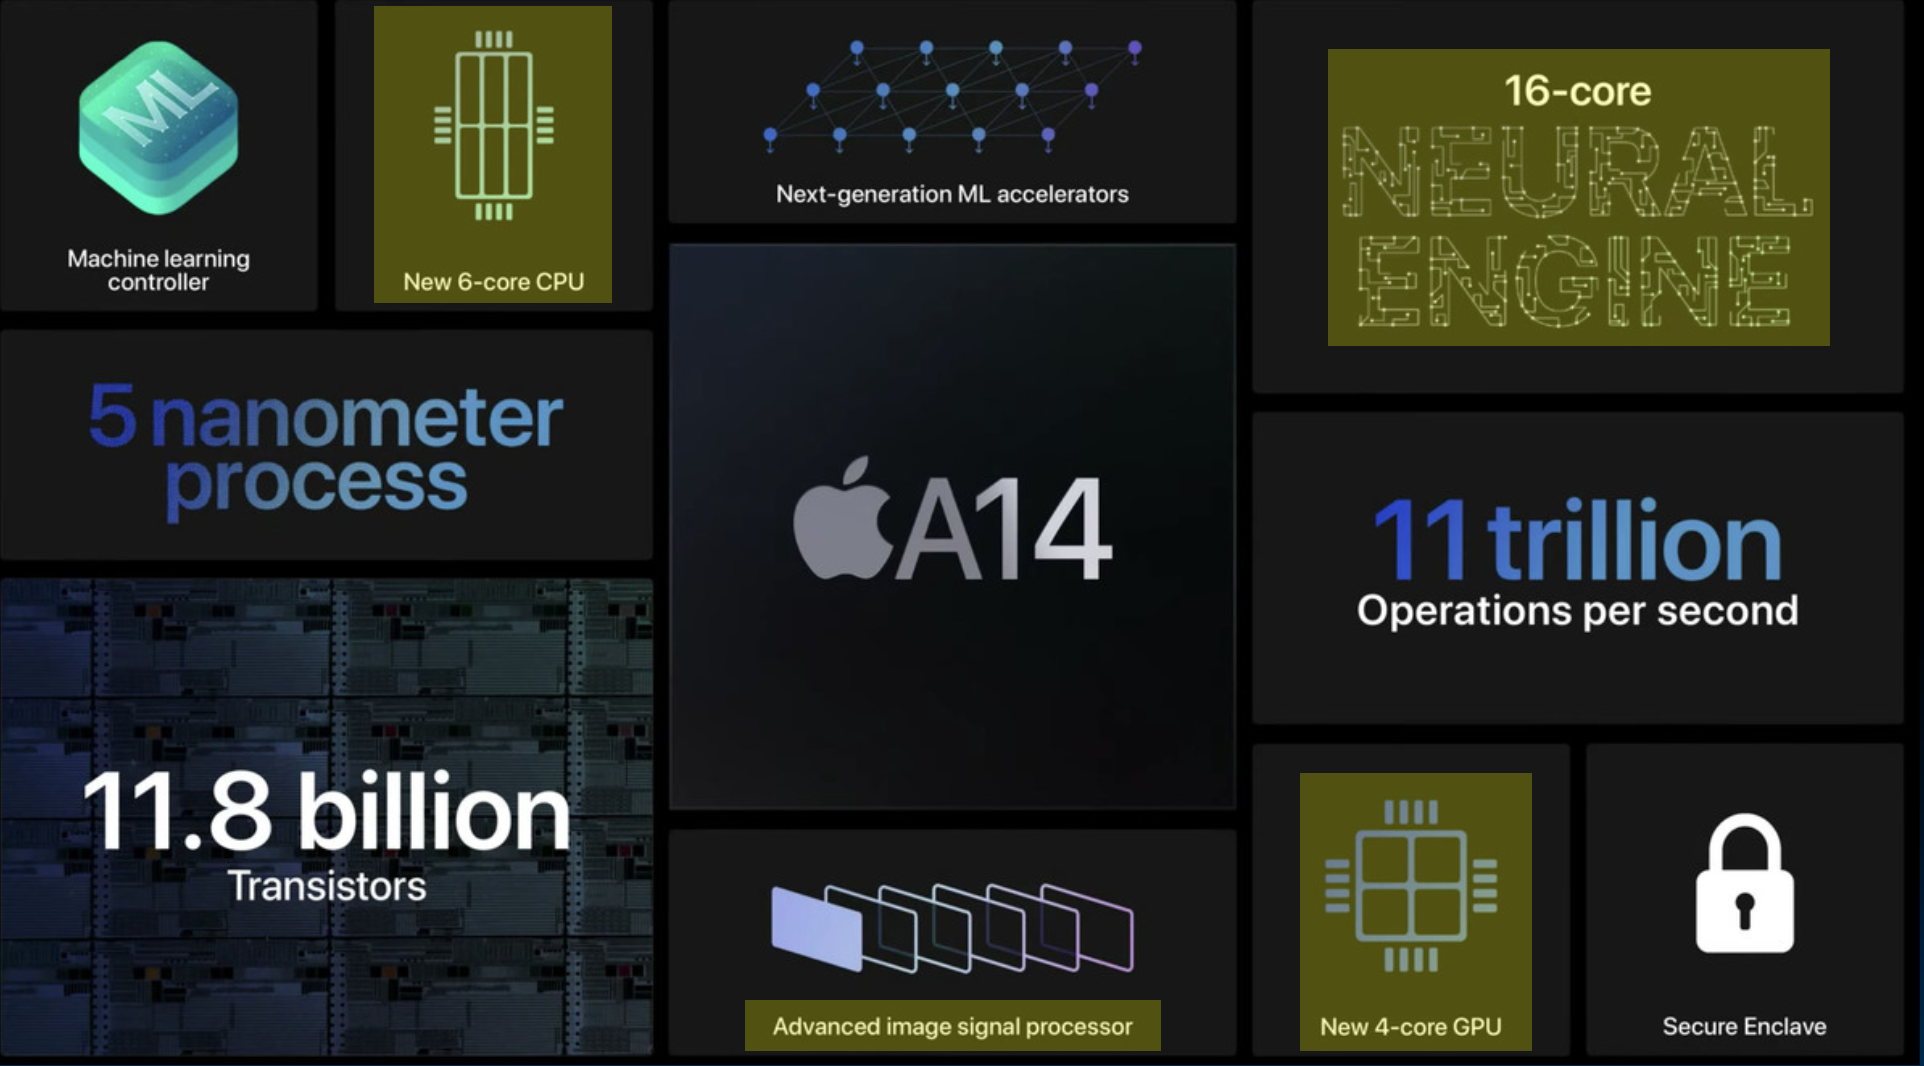 ML
Machine learning
controller
New 6-core CPU
Next-generation ML accelerators
16-core
NEURAL
ENGINE
5 nanometer
process
A14
11 trillion
Operations per second
11.8 billion
Transistors
Advanced image signal processor
New 4-core GPU
Secure Enclave